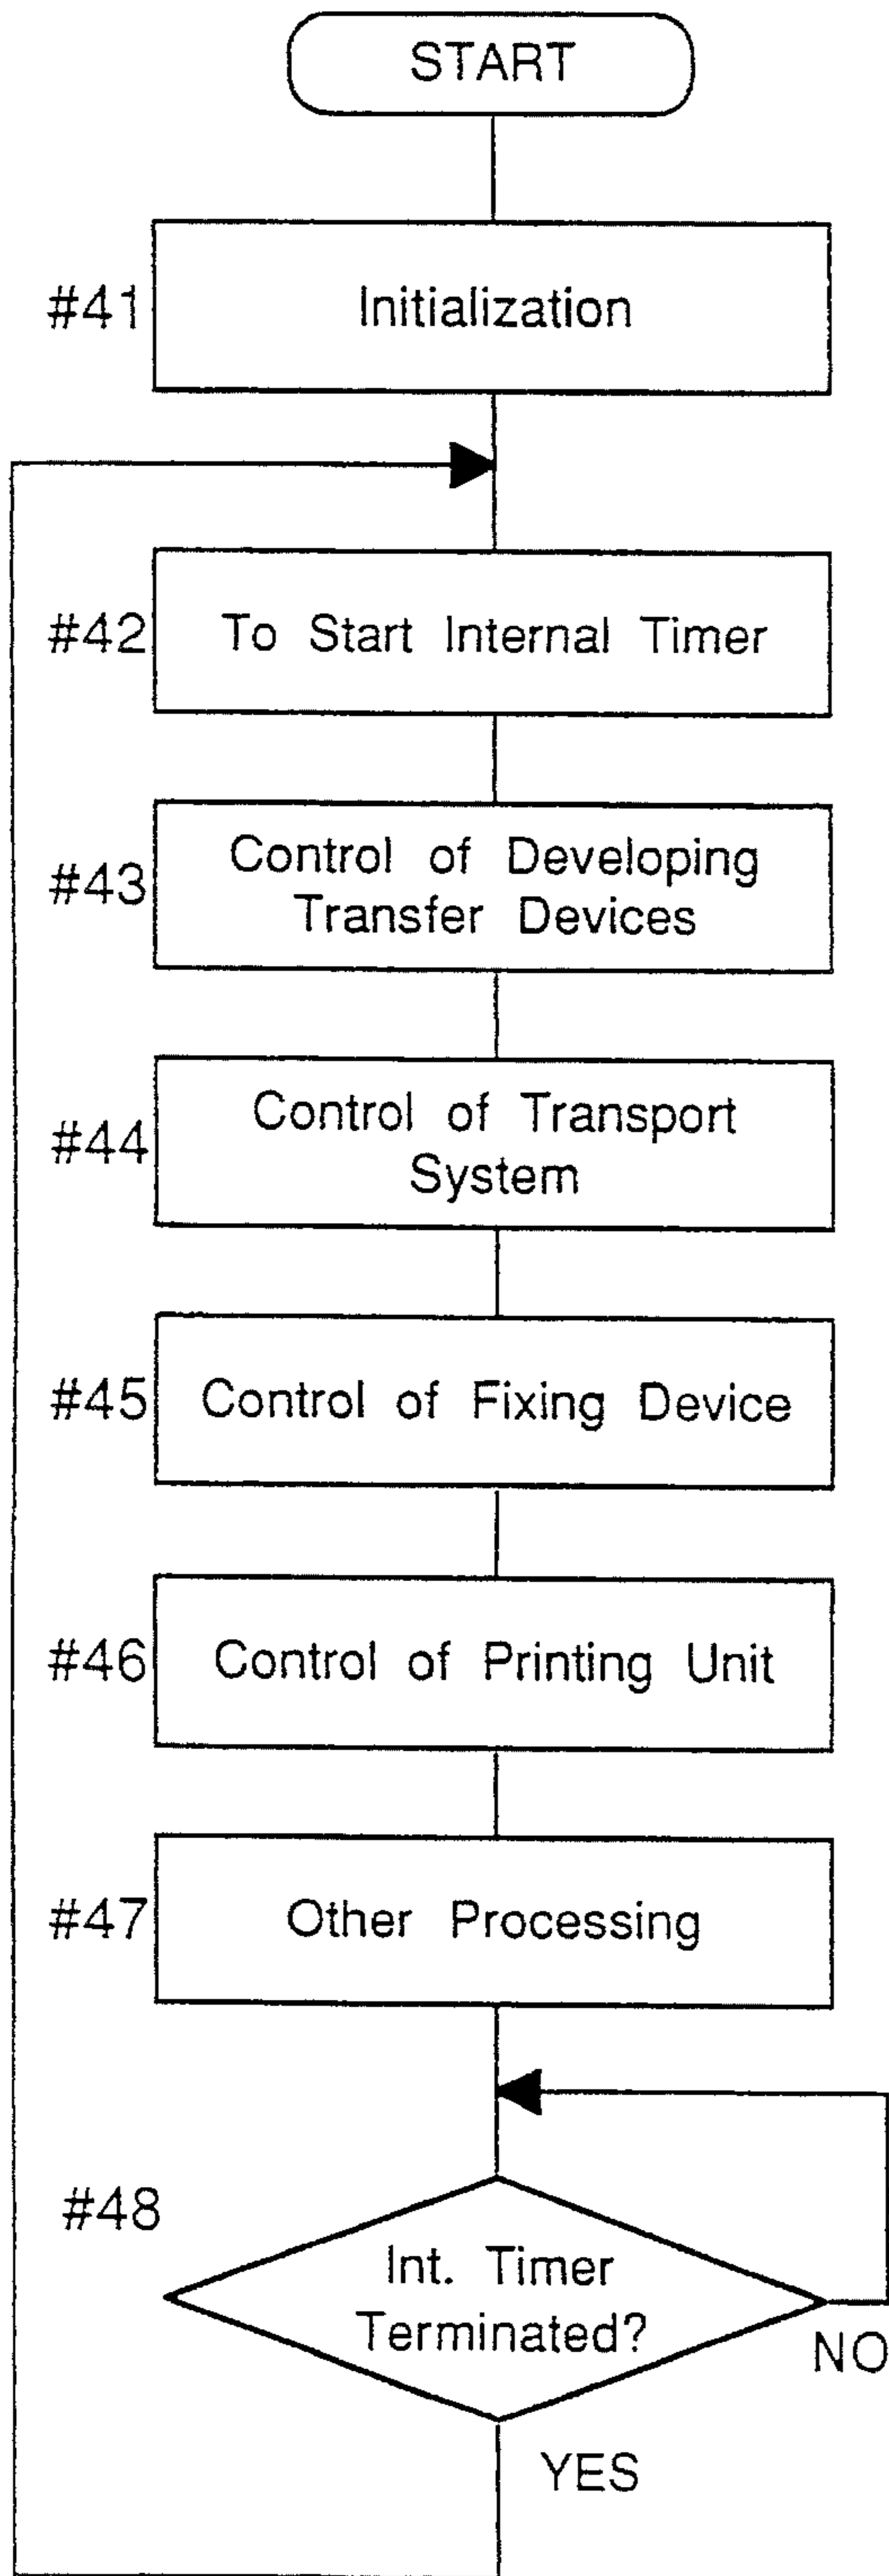 START
#41
Initialization
#42
To Start Internal Timer
#43
Control of Developing
Transfer Devices
#44
Control of Transport
System
#45
Control of Fixing Device
#46
Control of Printing Unit
#47
Other Processing
#48
Int. Timer
Terminated?
NO
YES